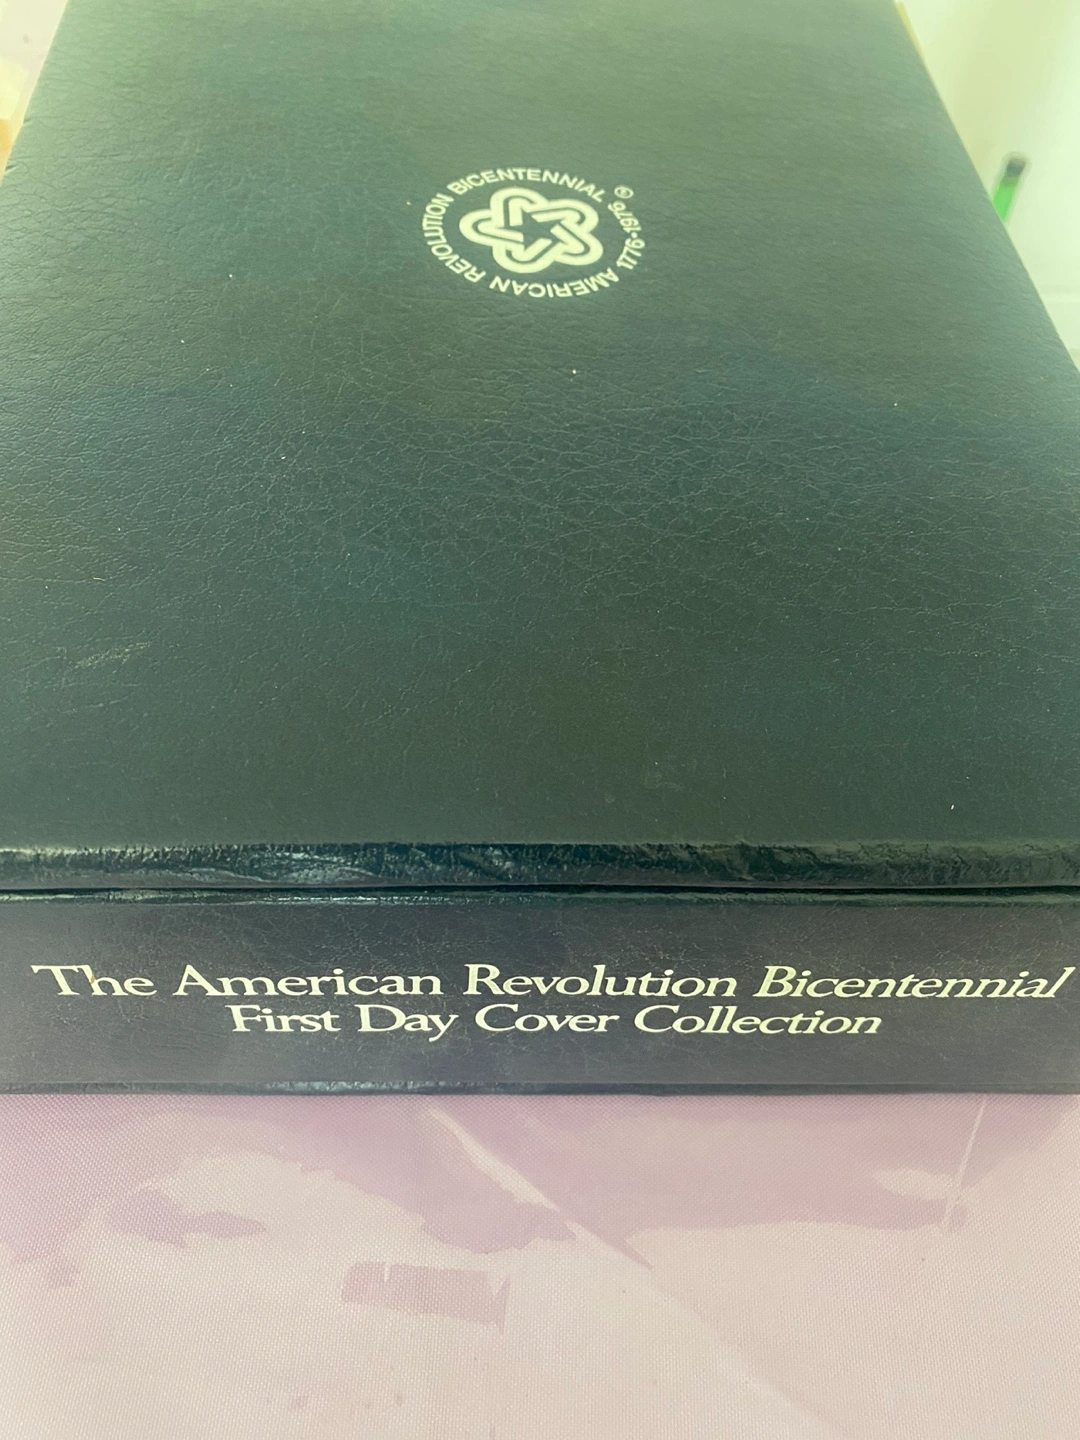 AMERICAN REVOLUTION BICENTENNIAL 1776-1976 ®
The American Revolution Bicentennial
First Day Cover Collection